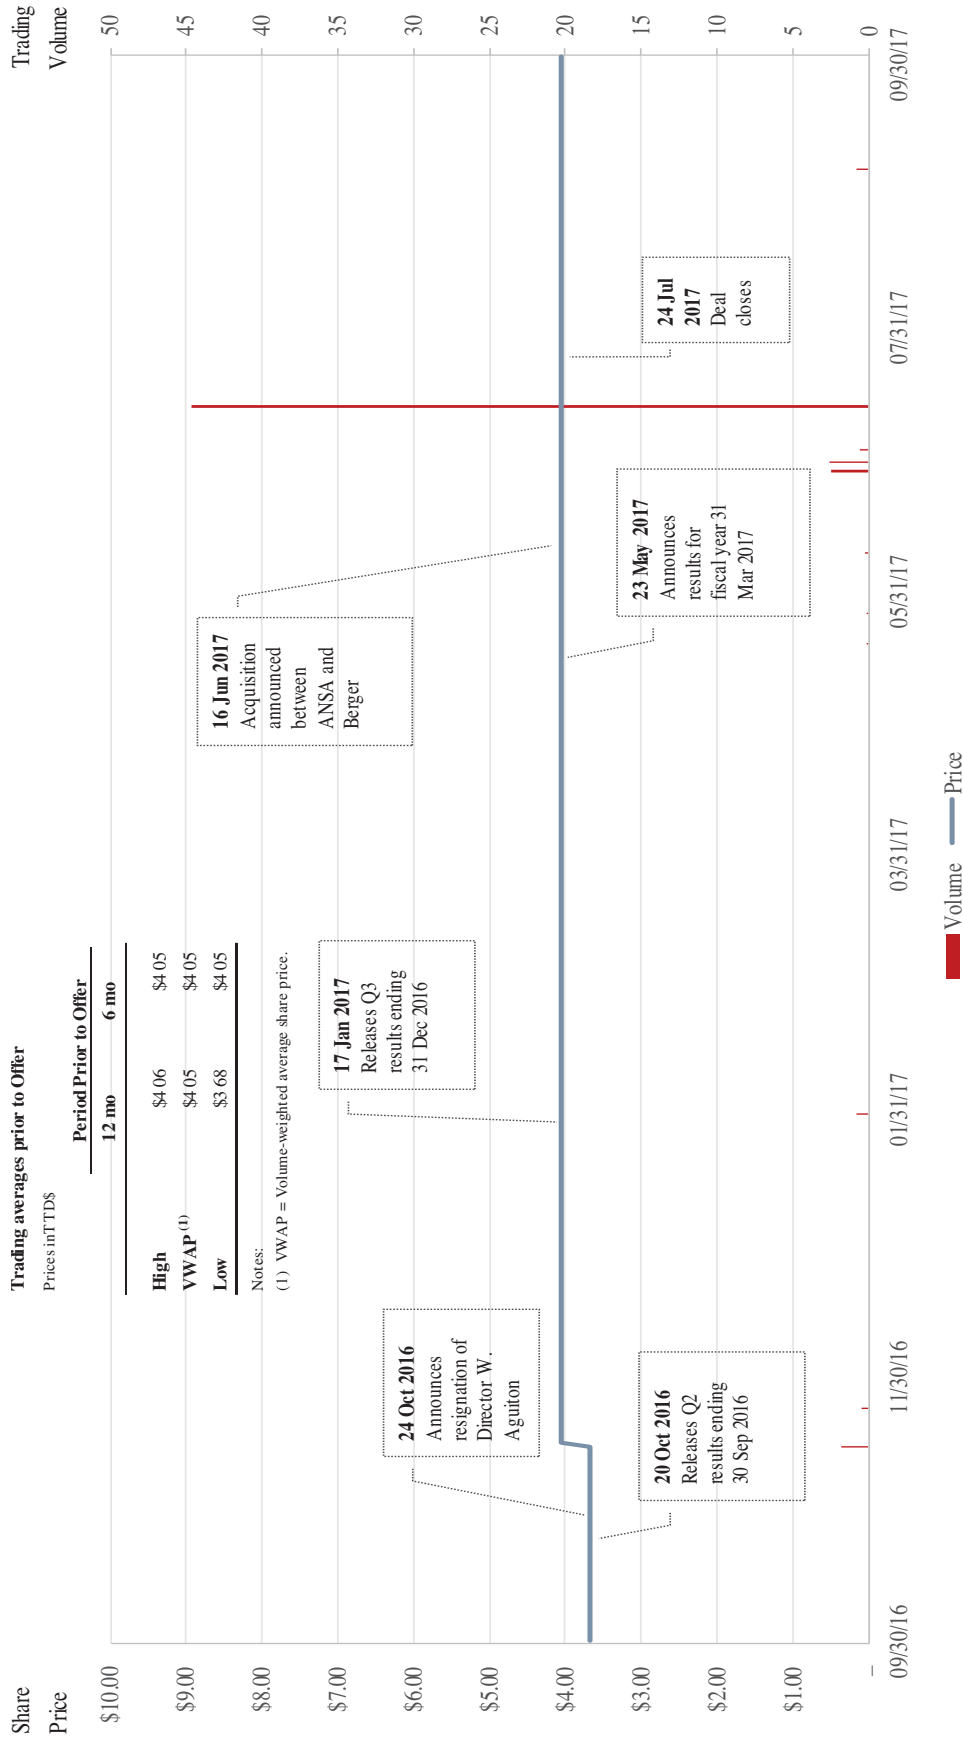 Share
Price
Trading
Volume
Trading averages prior to Offer
Prices inTTD$
Period Prior to Offer
12 mo 6 mo
High $4 06 $4 05
VWAP (1) $4 05 $4 05
Low $3 68 $4 05
Notes:
(1) VWAP = Volume-weighted average share price.
$10.00
$9.00
$8.00
$7.00
$6.00
$5.00
$4.00
$3.00
$2.00
$1.00
–
50
45
40
35
30
25
20
15
10
5
0
20 Oct 2016
Releases Q2
results ending
30 Sep 2016
24 Oct 2016
Announces
resignation of
Director W.
Aguiton
17 Jan 2017
Releases Q3
results ending
31 Dec 2016
16 Jun 2017
Acquisition
announced
between
ANSA and
Berger
23 May 2017
Announces
results for
fiscal year 31
Mar 2017
24 Jul
2017
Deal
closes
09/30/16 11/30/16 01/31/17 03/31/17 05/31/17 07/31/17 09/30/17
Volume Price